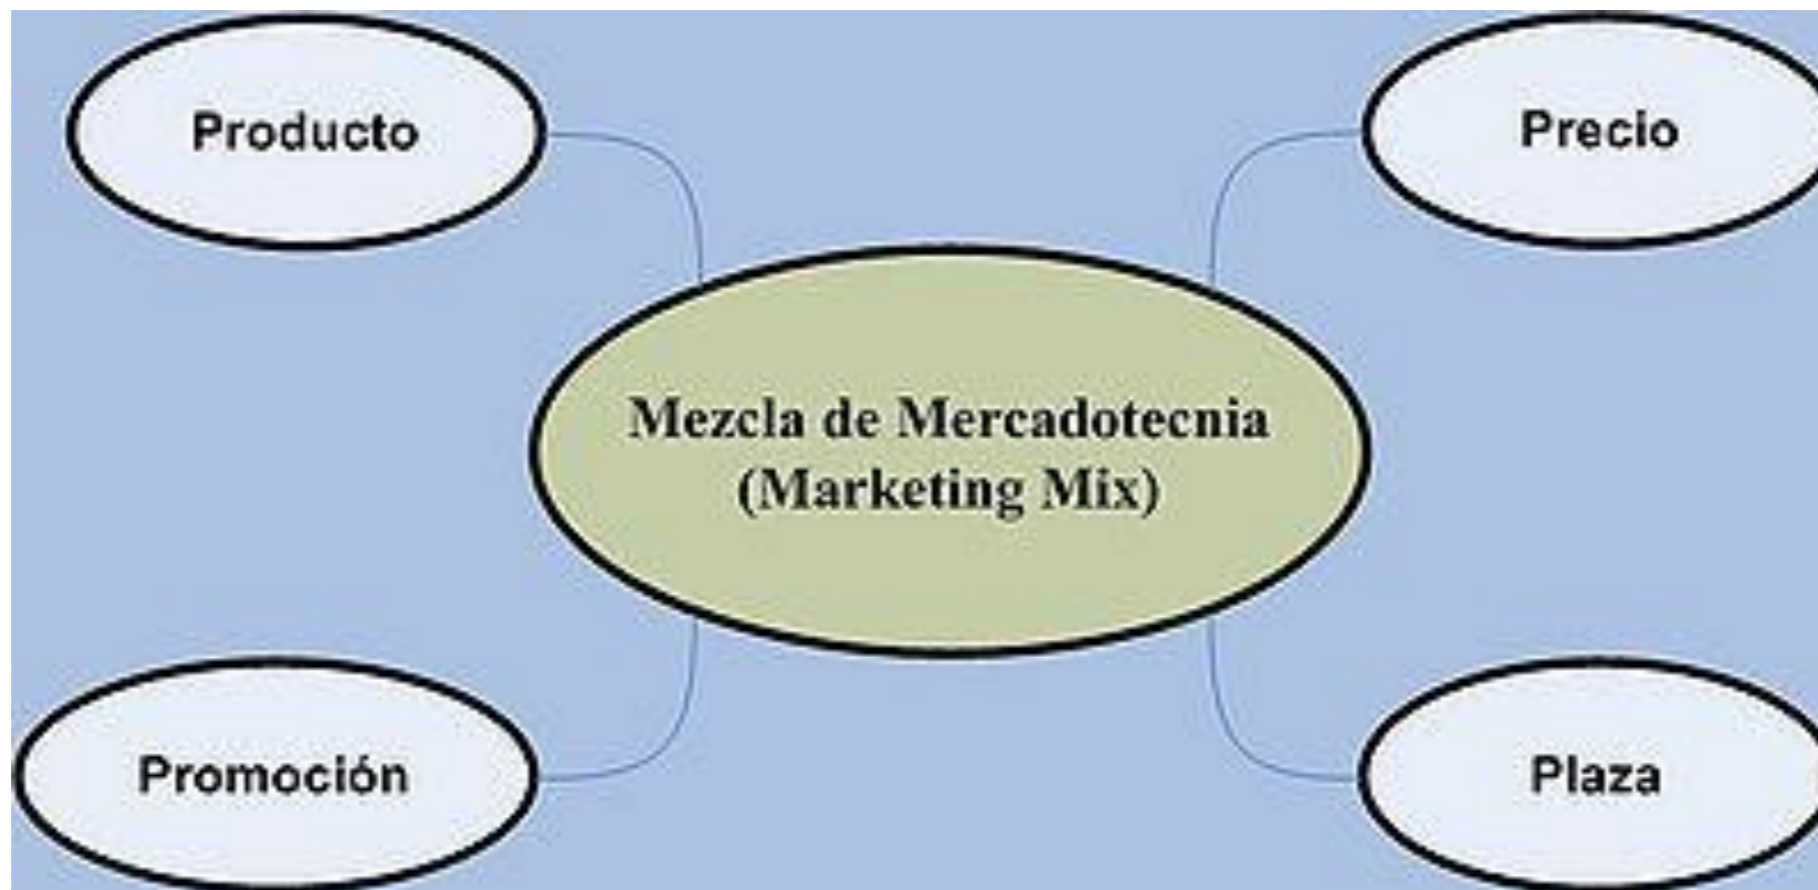 Producto
Precio
Mezcla de Mercadotecnia
(Marketing Mix)
Promoción
Plaza